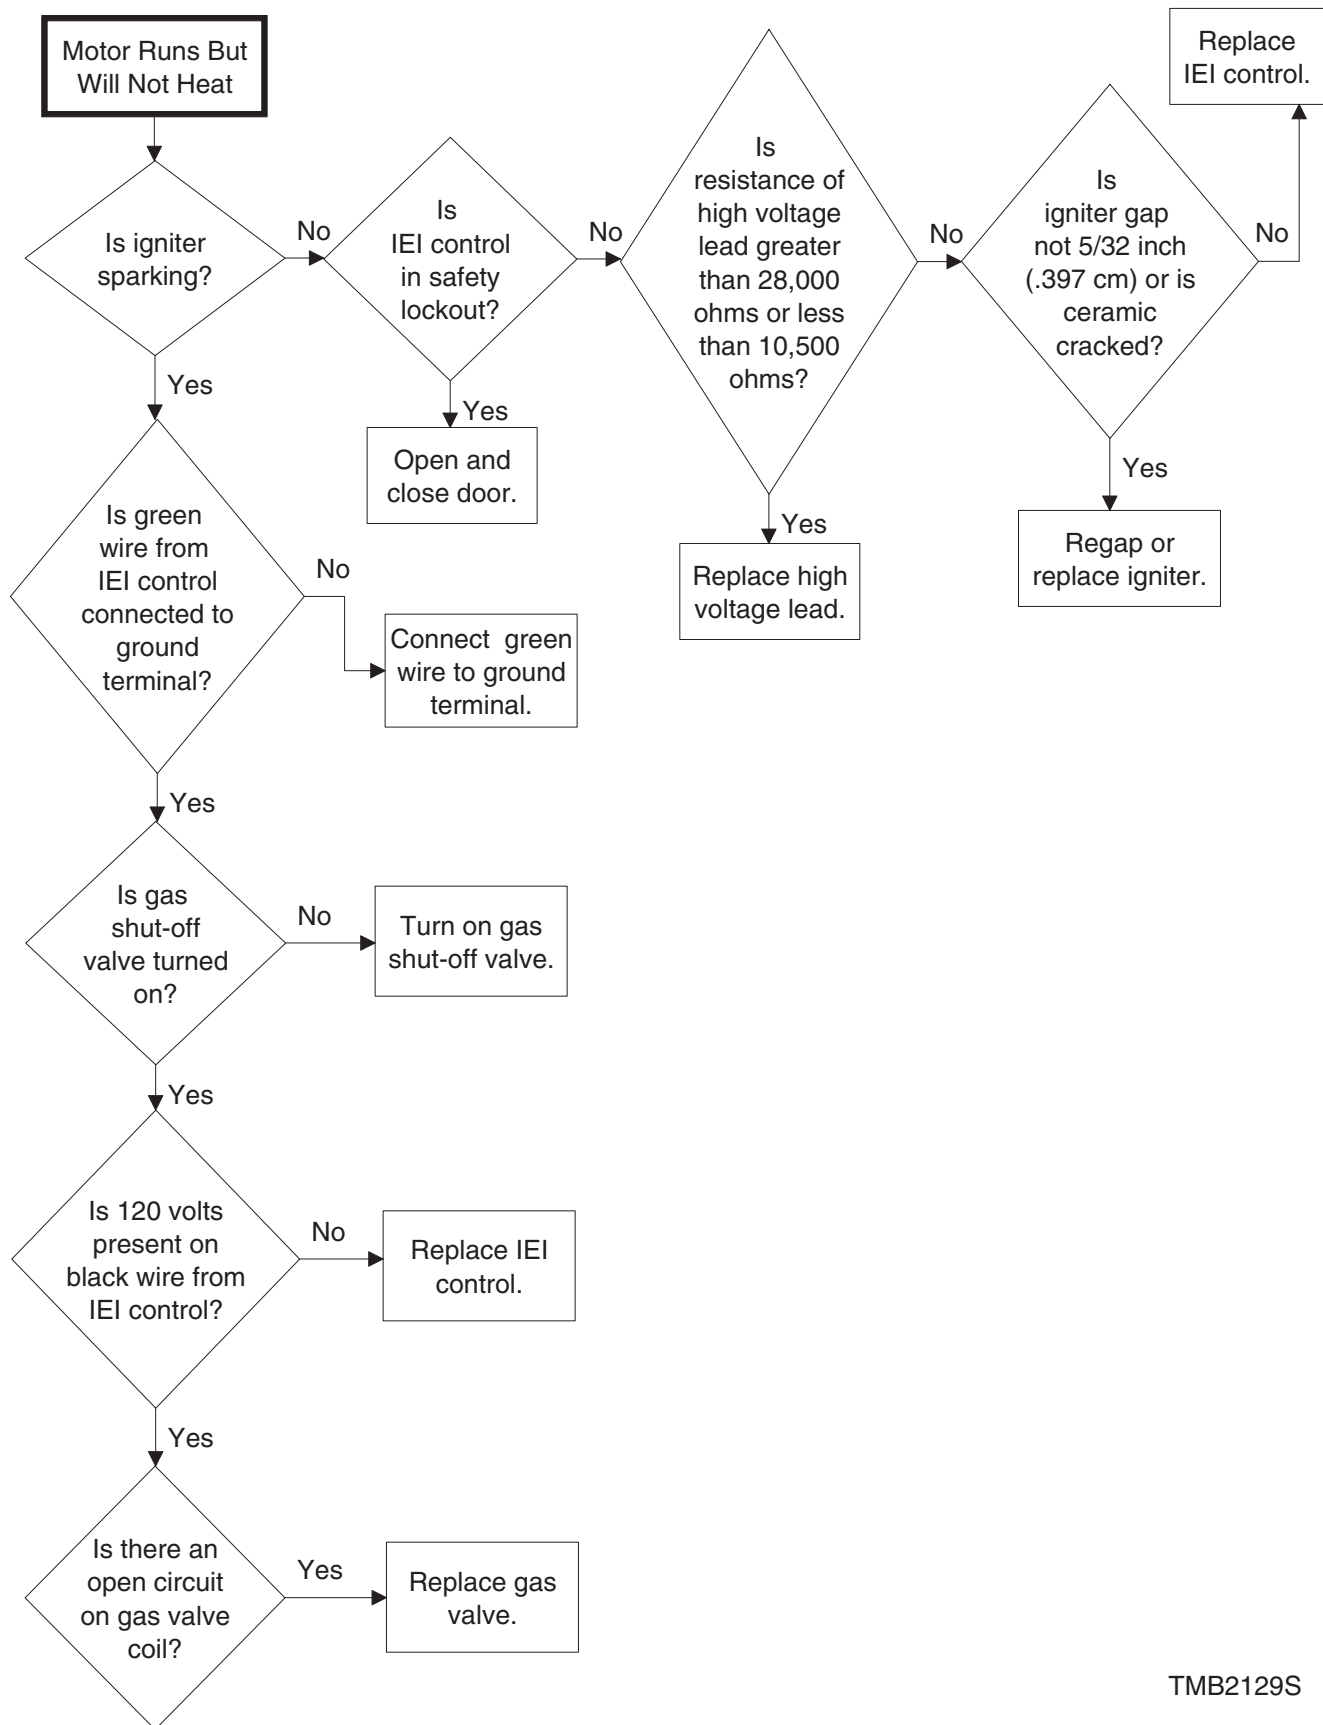 Motor Runs But
Will Not Heat
Is igniter
sparking?
No
Is
IEI control
in safety
lockout?
No
Is
resistance of
high voltage
lead greater
than 28,000
ohms or less
than 10,500
ohms?
No
Is
igniter gap
not 5/32 inch
(.397 cm) or is
ceramic
cracked?
No
Replace
IEI control.
Yes
Yes
Open and
close door.
Yes
Replace high
voltage lead.
Yes
Regap or
replace igniter.
Is green
wire from
IEI control
connected to
ground
terminal?
No
Connect green
wire to ground
terminal.
Yes
Is gas
shut-off
valve turned
on?
No
Turn on gas
shut-off valve.
Yes
Is 120 volts
present on
black wire from
IEI control?
No
Replace IEI
control.
Yes
Is there an
open circuit
on gas valve
coil?
Yes
Replace gas
valve.
TMB2129S